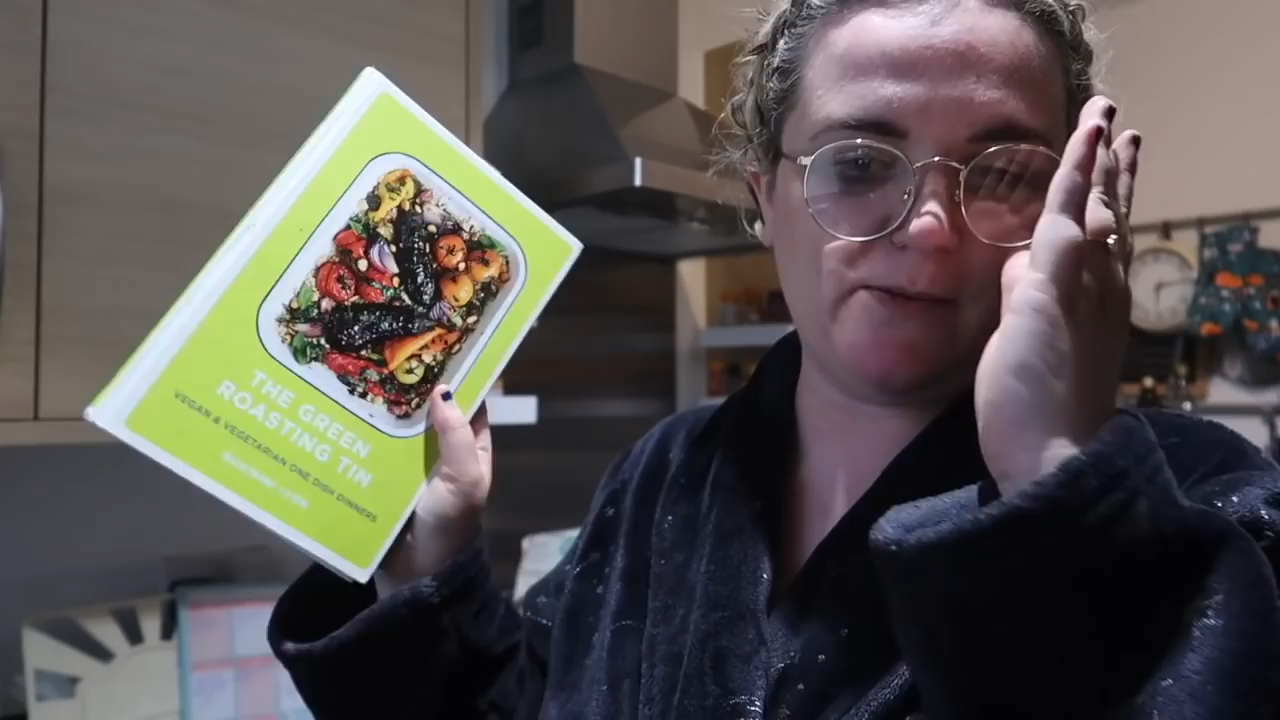 THE GREEN
ROASTING TIN
VEGAN & VEGETARIAN ONE DISH DINNERS